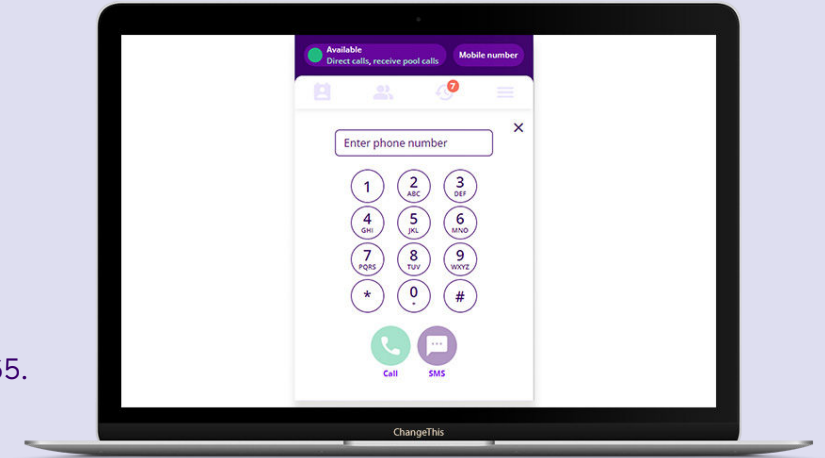 Available
Direct calls, receive pool calls
Mobile number
7
Enter phone number
1
2
ABC
3
DEF
4
GHI
5
JKL
6
MNO
7
PQRS
8
TUV
9
WXYZ
*
0
+
#
Call
SMS
55.
ChangeThis